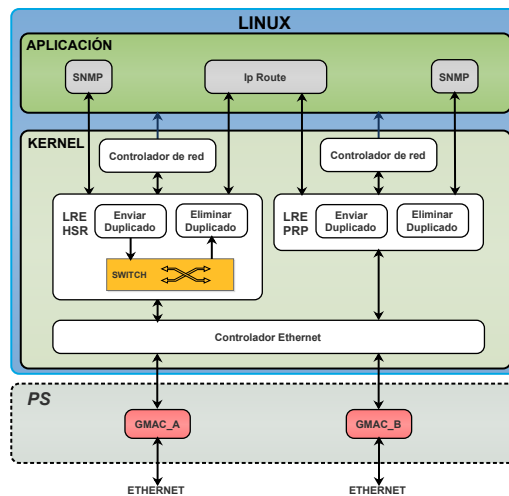 LINUX
APLICACIÓN
SNMP
Ip Route
SNMP
KERNEL
Controlador de red
Controlador de red
LRE
HSR
Enviar
Duplicado
Eliminar
Duplicado
SWITCH
LRE
PRP
Enviar
Duplicado
Eliminar
Duplicado
Controlador Ethernet
PS
GMAC_A
GMAC_B
ETHERNET
ETHERNET